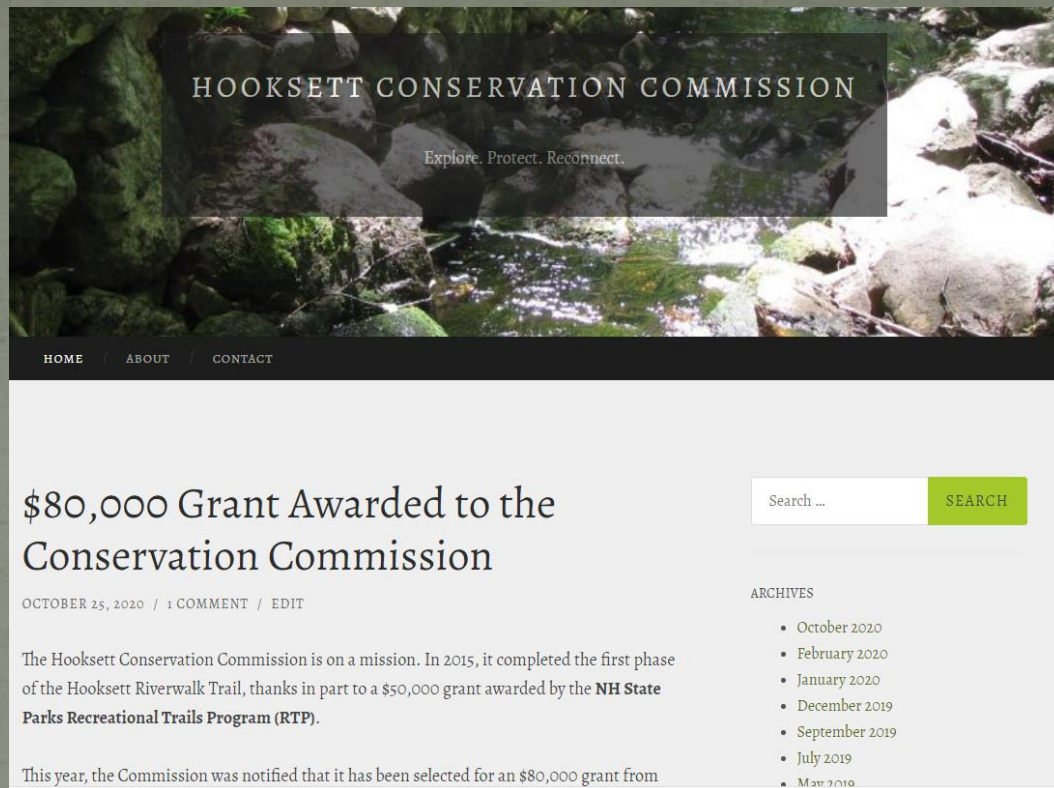 HOOKSETT CONSERVATION COMMISSION
Explore. Protect. Reconnect.
HOME / ABOUT / CONTACT
$80,000 Grant Awarded to the
Conservation Commission
OCTOBER 25, 2020 / 1 COMMENT / EDIT
The Hooksett Conservation Commission is on a mission. In 2015, it completed the first phase
of the Hooksett Riverwalk Trail, thanks in part to a $50,000 grant awarded by the NH State
Parks Recreational Trails Program (RTP).
This year, the Commission was notified that it has been selected for an $80,000 grant from
Search ...
SEARCH
ARCHIVES
October 2020
February 2020
January 2020
December 2019
September 2019
July 2019
May 2019